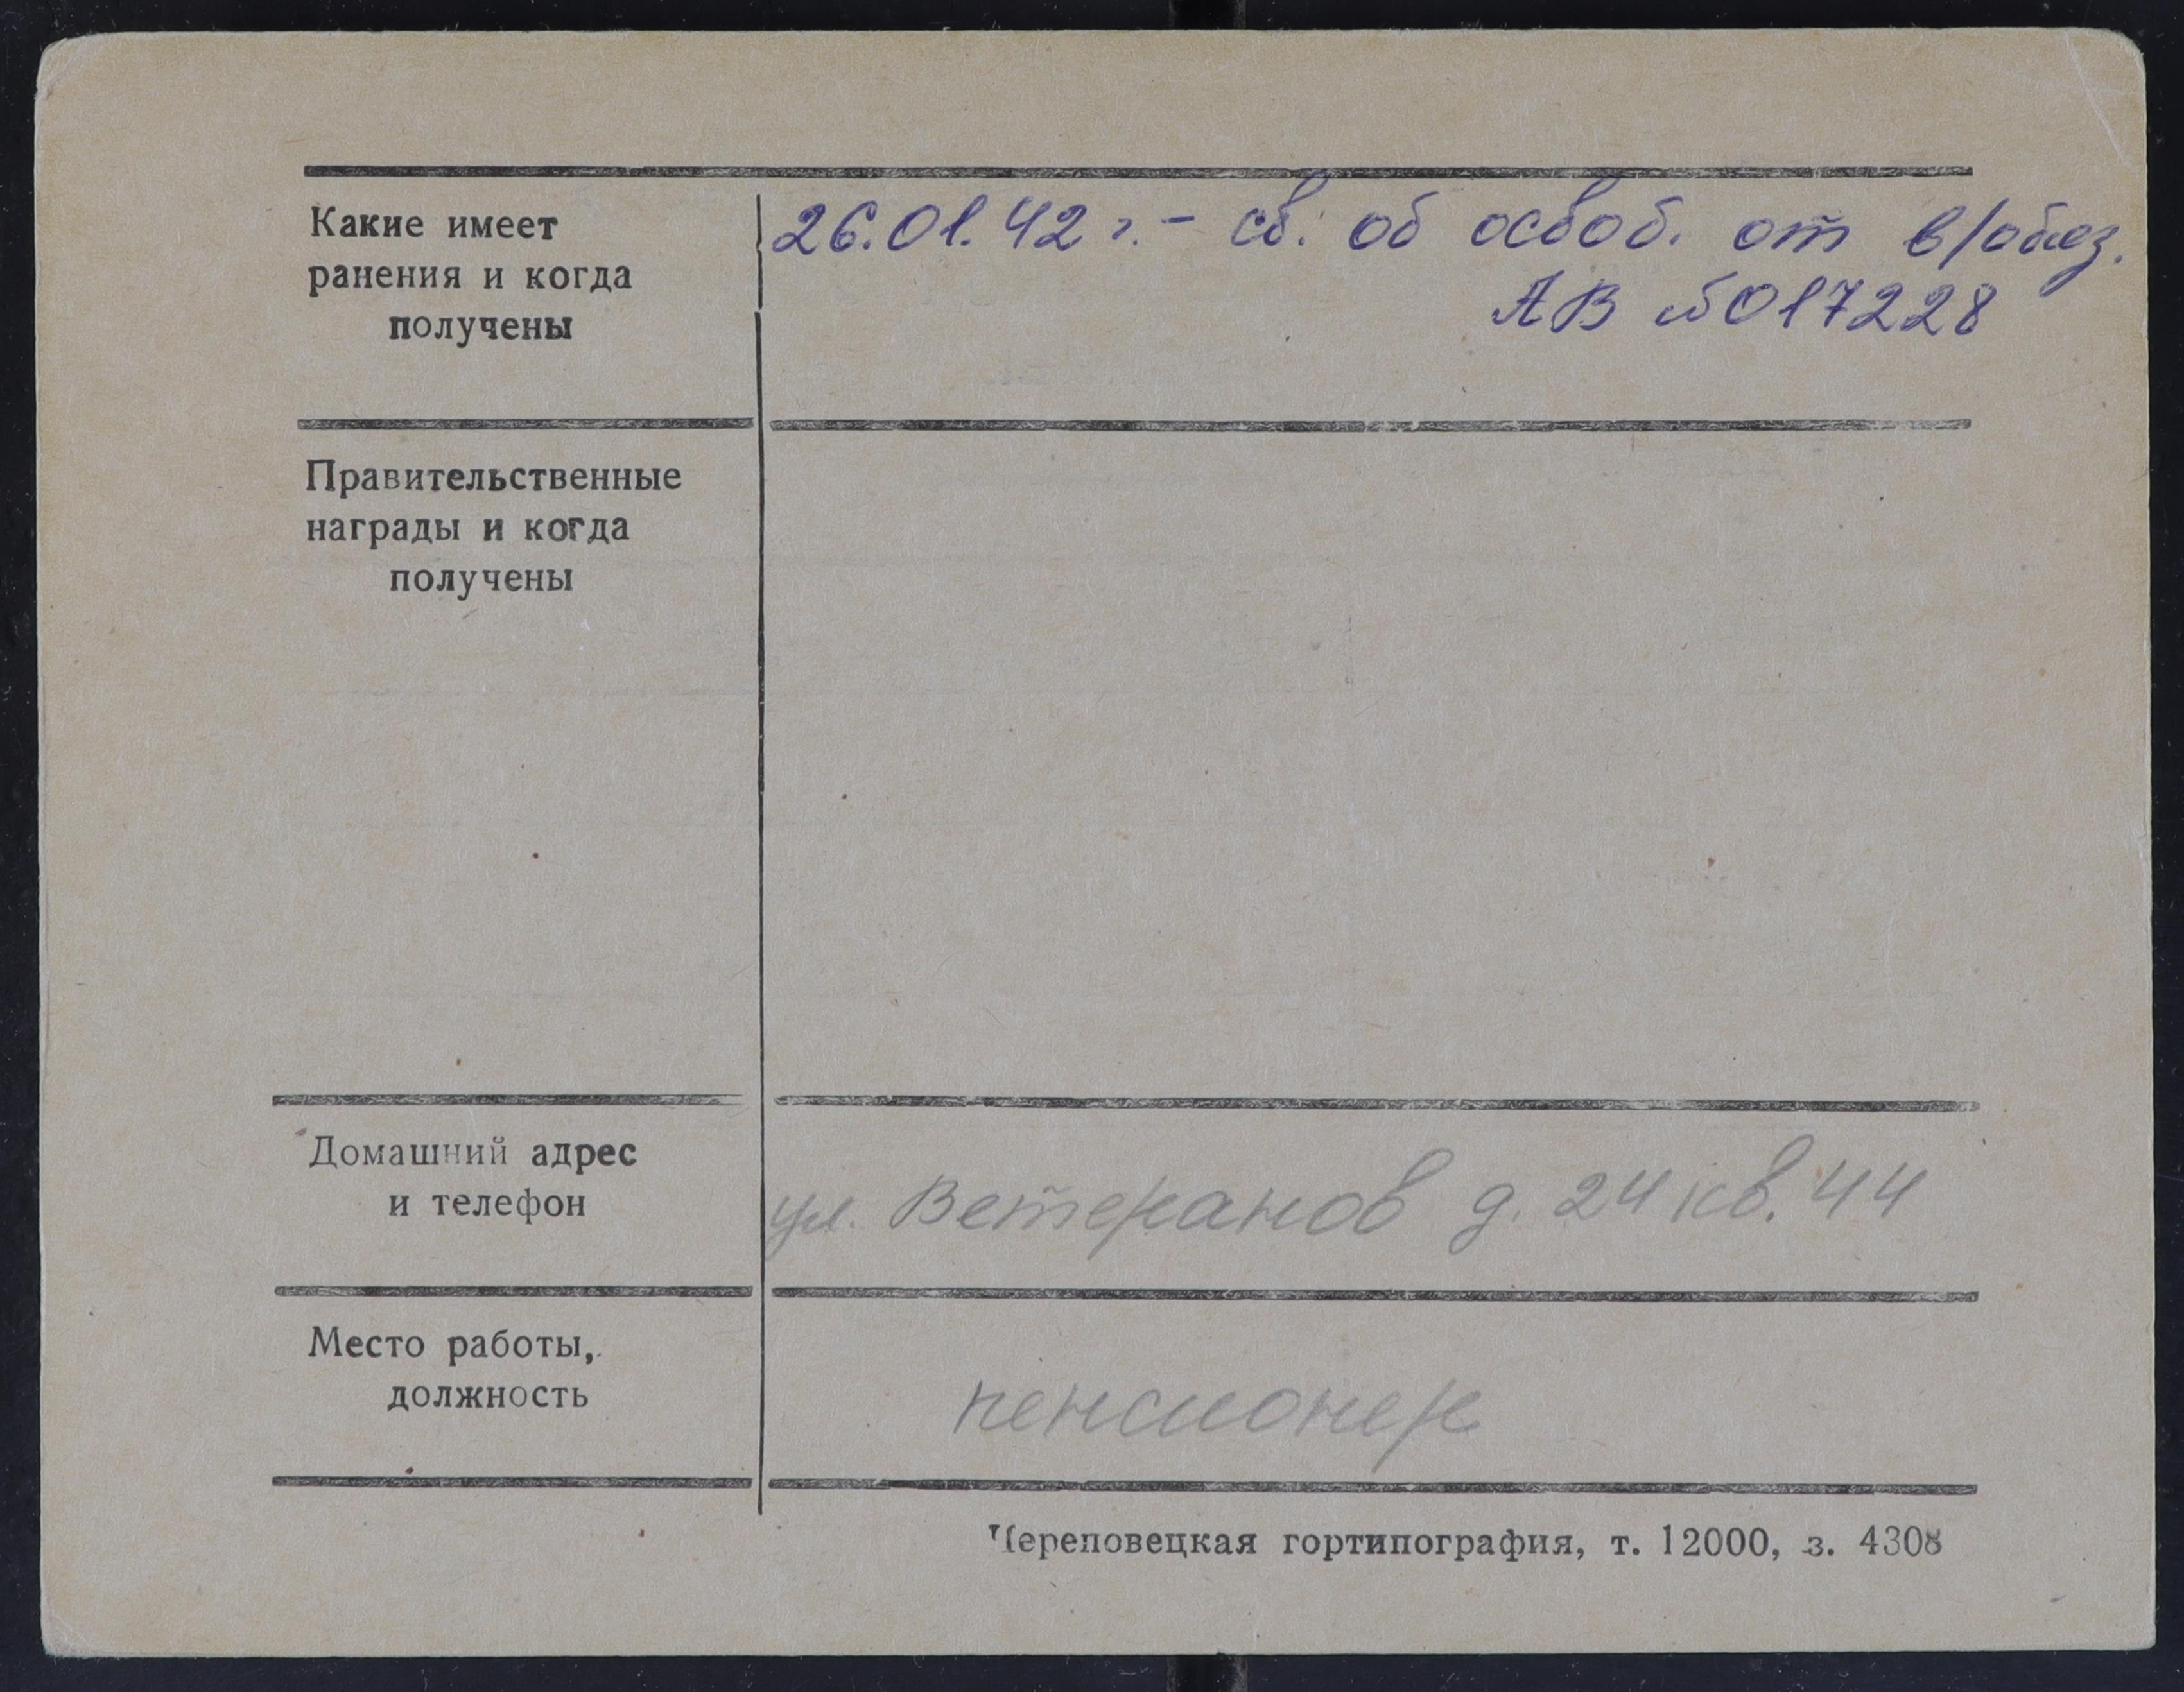 Какие имеет
ранения и когда
получены
26.01.42 г. - св. об освоб. от в/обяз.
АВ №017228
Правительственные
награды и когда
получены
Домашний адрес
и телефон
ул. Ветеранов д. 24 кв. 44
Место работы,
должность
пенсионер
Череповецкая гортипография, т. 12000, з. 4308